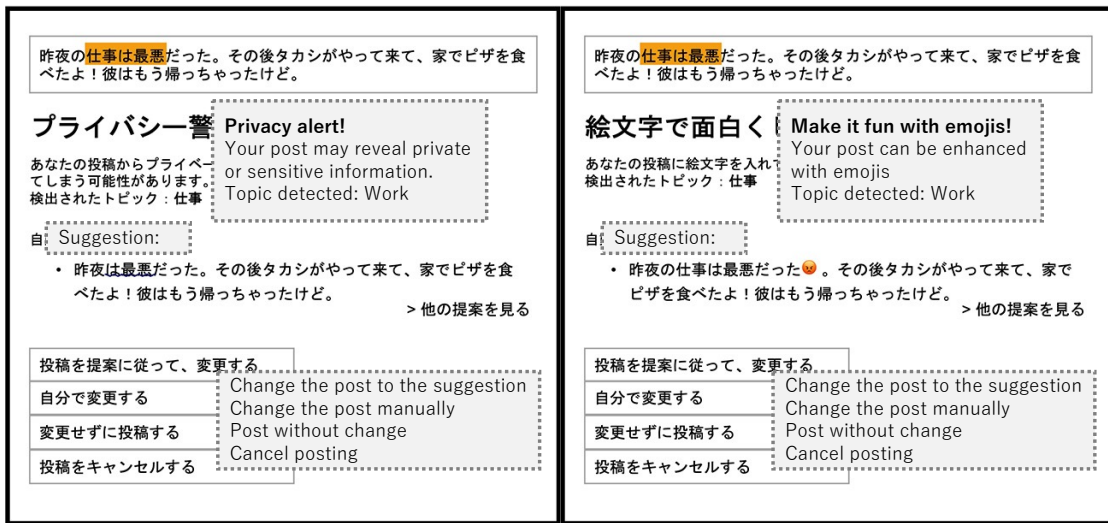 昨夜の仕事は最悪だった。その後タカシがやって来て、家でピザを食
べたよ！彼はもう帰っちゃったけど。
プライバシー警
Privacy alert!
Your post may reveal private
or sensitive information.
Topic detected: Work
あなたの投稿からプライベー
てしまう可能性があります。
検出されたトピック：仕事
自
Suggestion:
• 昨夜は最悪だった。その後タカシがやって来て、家でピザを食
べたよ！彼はもう帰っちゃったけど。
> 他の提案を見る
投稿を提案に従って、変更する
自分で変更する
変更せずに投稿する
投稿をキャンセルする
Change the post to the suggestion
Change the post manually
Post without change
Cancel posting
昨夜の仕事は最悪だった。その後タカシがやって来て、家でピザを食
べたよ！彼はもう帰っちゃったけど。
絵文字で面白く
Make it fun with emojis!
Your post can be enhanced
with emojis
Topic detected: Work
あなたの投稿に絵文字を入れて
検出されたトピック：仕事
自
Suggestion:
• 昨夜の仕事は最悪だった😡。その後タカシがやって来て、家で
ピザを食べたよ！彼はもう帰っちゃったけど。
> 他の提案を見る
投稿を提案に従って、変更する
自分で変更する
変更せずに投稿する
投稿をキャンセルする
Change the post to the suggestion
Change the post manually
Post without change
Cancel posting